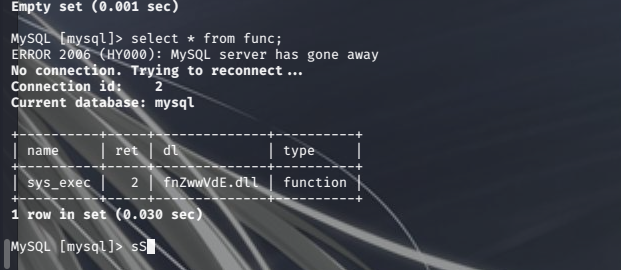 Empty set (0.001 sec)
MySQL [mysql]> select * from func;
ERROR 2006 (HY000): MySQL server has gone away
No connection. Trying to reconnect...
Connection id:    2
Current database: mysql
+----------+-----+--------------+----------+
| name     | ret | dl           | type     |
+----------+-----+--------------+----------+
| sys_exec |   2 | fnZwwVdE.dll | function |
+----------+-----+--------------+----------+
1 row in set (0.030 sec)
MySQL [mysql]> sS